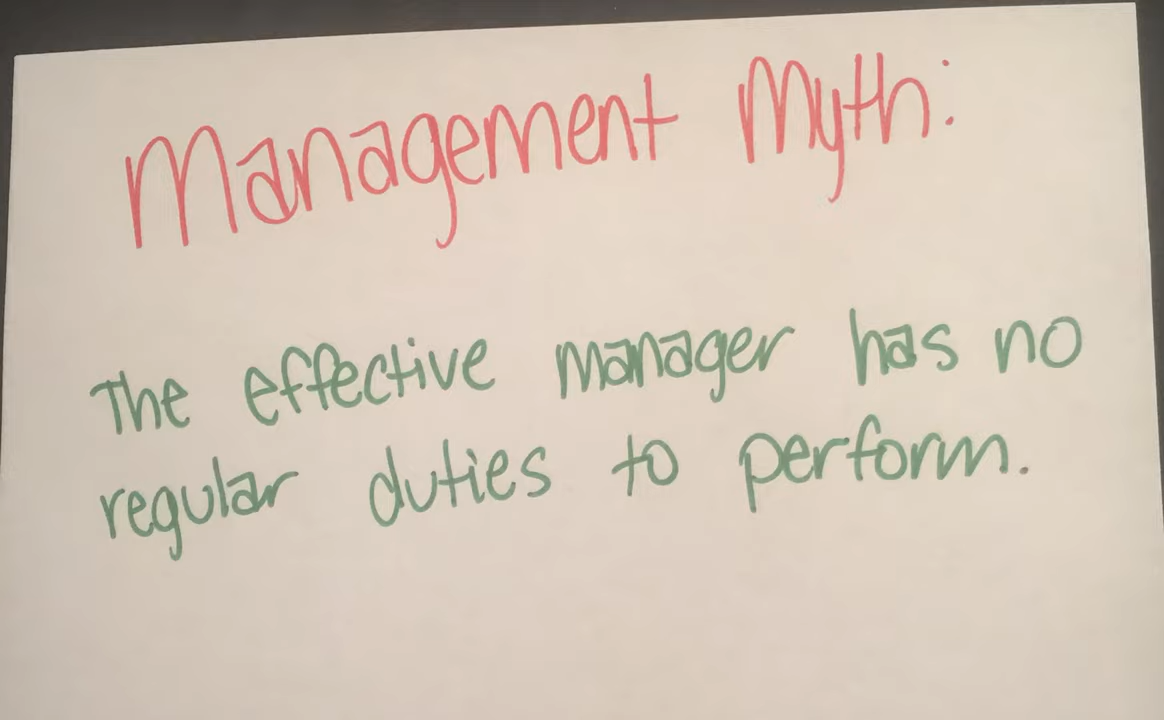 Management Myth:
The effective manager has no
regular duties to perform.